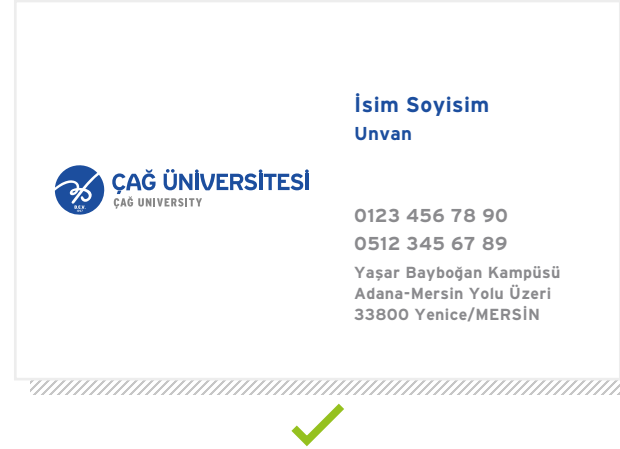 İsim Soyisim
Unvan
ÇAĞ ÜNİVERSİTESİ
ÇAĞ UNIVERSITY
B.E.V.
0123 456 78 90
0512 345 67 89
Yaşar Bayboğan Kampüsü
Adana-Mersin Yolu Üzeri
33800 Yenice/MERSİN